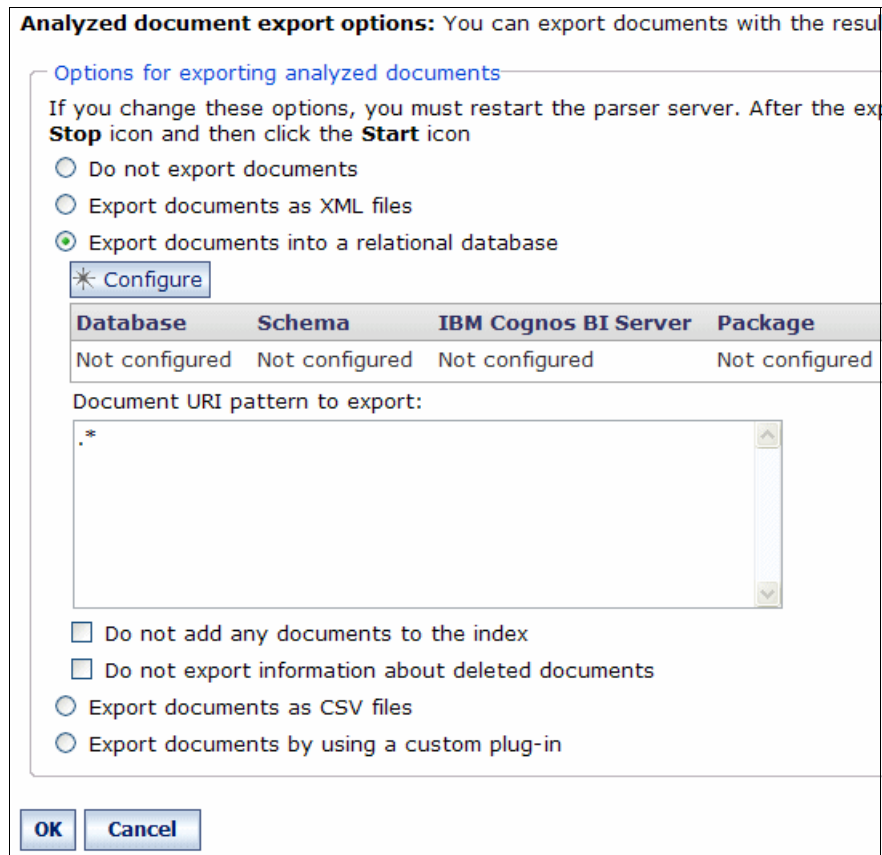 Analyzed document export options: You can export documents with the resul
Options for exporting analyzed documents
If you change these options, you must restart the parser server. After the exp
Stop icon and then click the Start icon
Do not export documents
Export documents as XML files
Export documents into a relational database
Configure
Database Schema IBM Cognos BI Server Package
Not configured Not configured Not configured Not configured
Document URI pattern to export:
.*
Do not add any documents to the index
Do not export information about deleted documents
Export documents as CSV files
Export documents by using a custom plug-in
OK Cancel